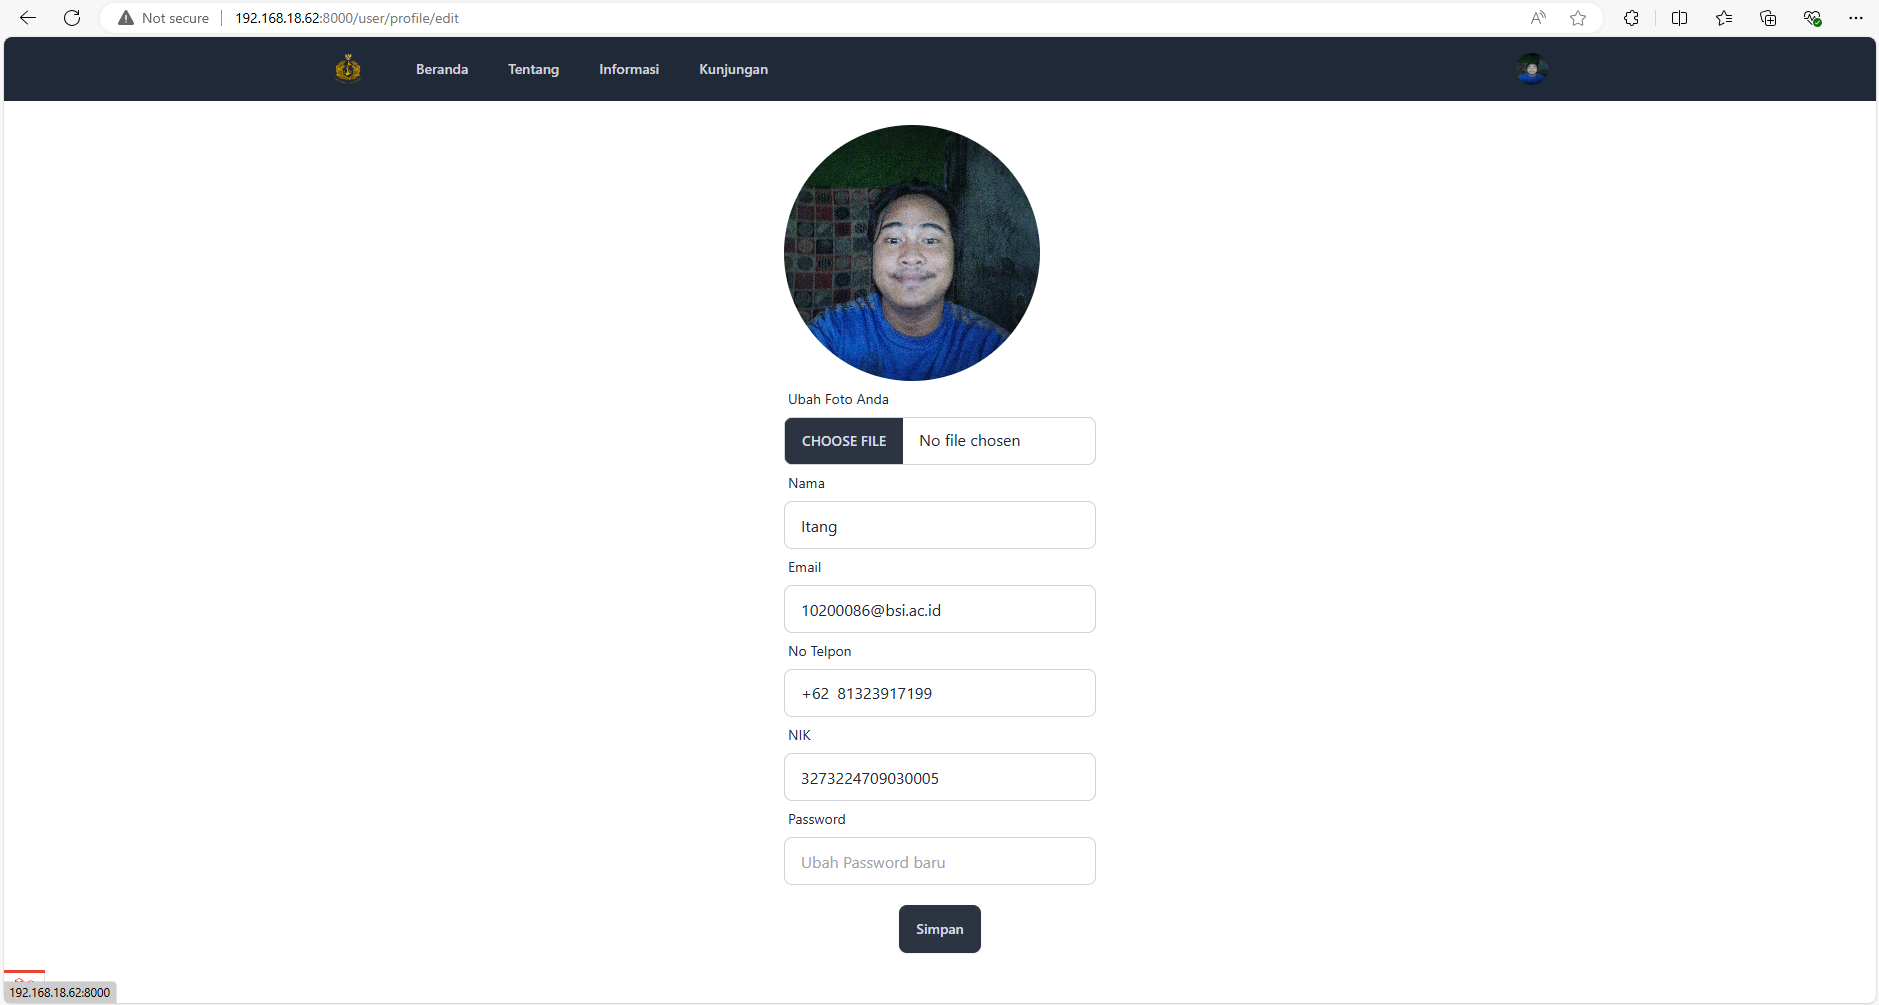 Not secure 192.168.18.62:8000/user/profile/edit
Beranda Tentang Informasi Kunjungan
Ubah Foto Anda
CHOOSE FILE No file chosen
Nama
Itang
Email
10200086@bsi.ac.id
No Telpon
+62 81323917199
NIK
3273224709030005
Password
Ubah Password baru
Simpan
192.168.18.62:8000